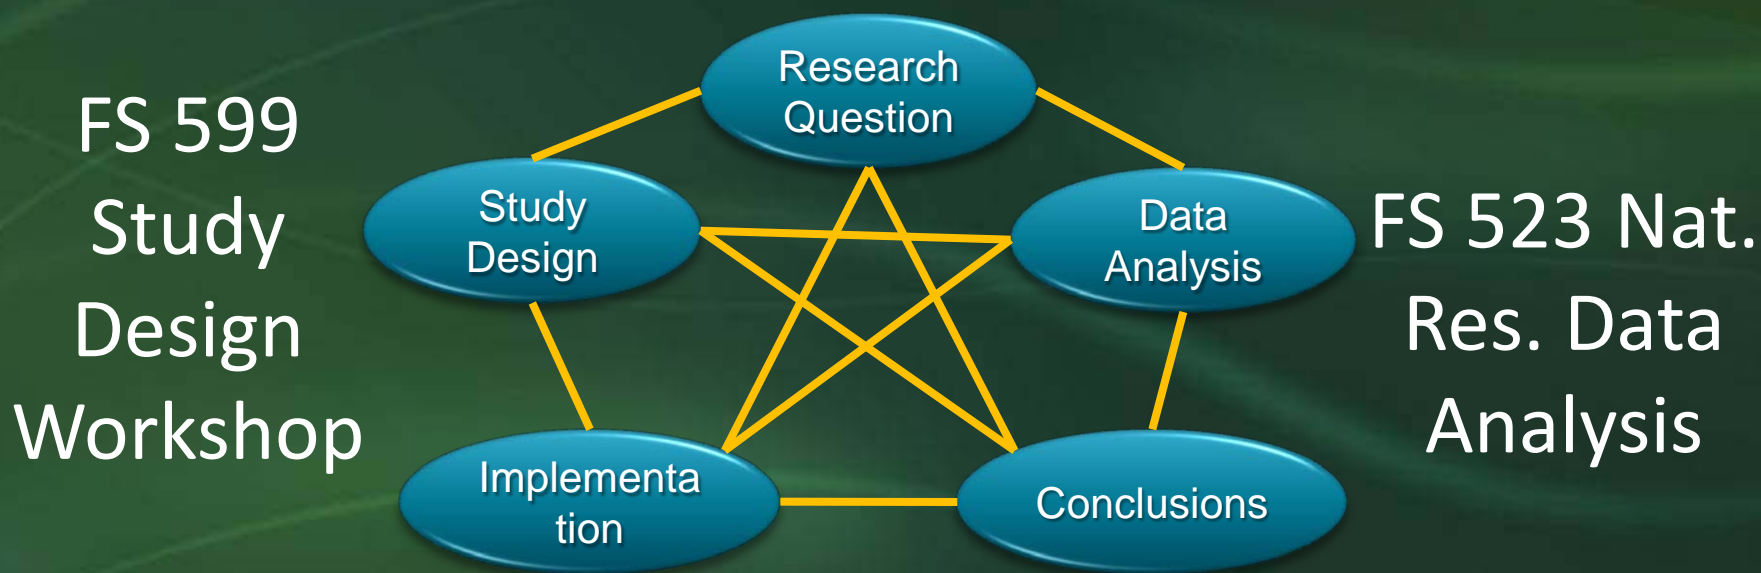 FS 599
Study
Design
Workshop
Research
Question
Study
Design
Data
Analysis
Implementa
tion
Conclusions
FS 523 Nat.
Res. Data
Analysis